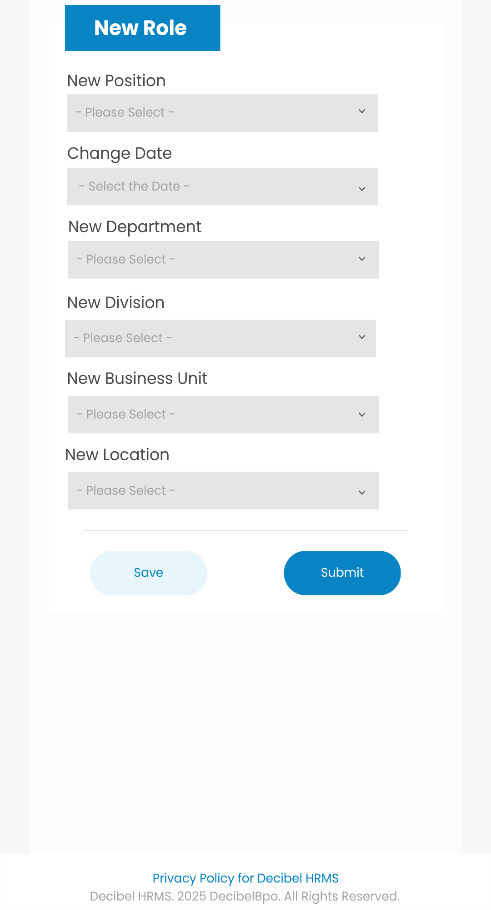 New Role
New Position
- Please Select -
Change Date
- Select the Date -
New Department
- Please Select -
New Division
- Please Select -
New Business Unit
- Please Select -
New Location
- Please Select -
Save
Submit
Privacy Policy for Decibel HRMS
Decibel HRMS. 2025 DecibelBpo. All Rights Reserved.